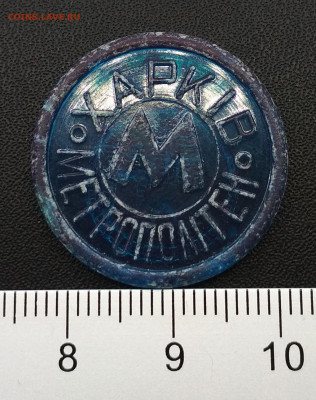 COINS.LAVE.RU
ХАРКІВ
М
МЕТРОПОЛІТЕН
8 9 10